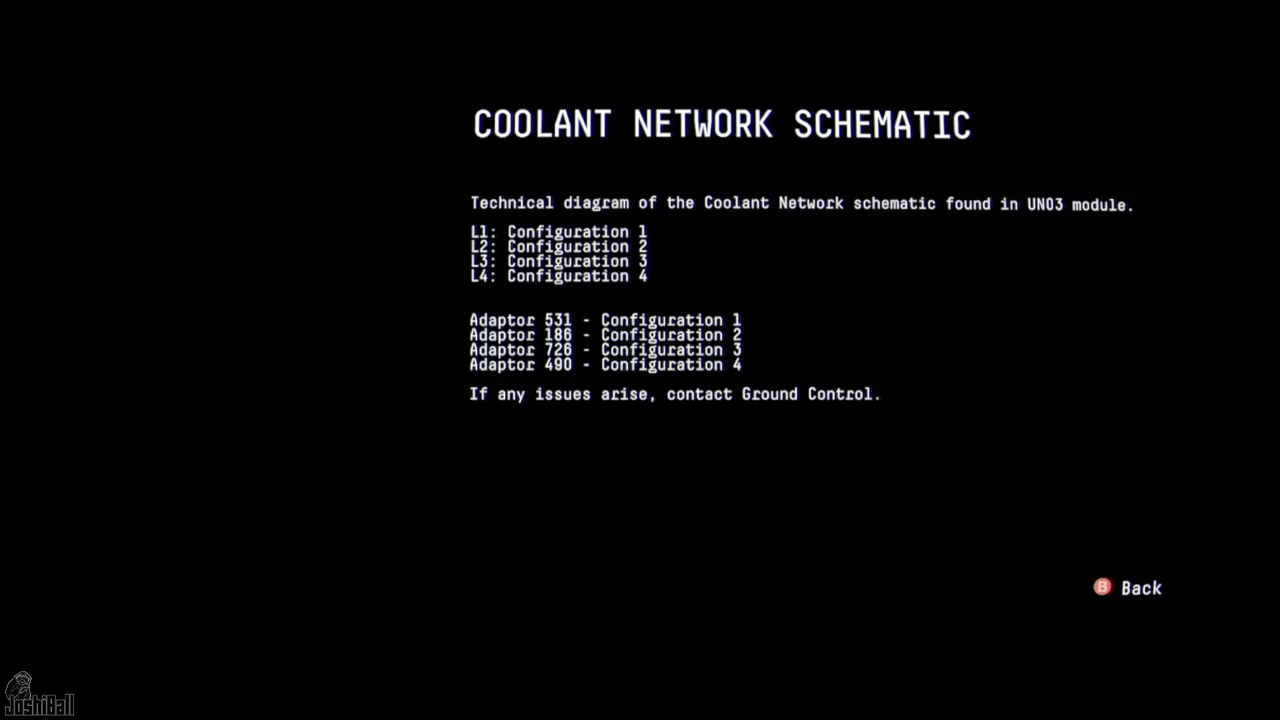 COOLANT NETWORK SCHEMATIC
Technical diagram of the Coolant Network schematic found in UNO3 module.
L1: Configuration 1
L2: Configuration 2
L3: Configuration 3
L4: Configuration 4
Adaptor 531 - Configuration 1
Adaptor 186 - Configuration 2
Adaptor 726 - Configuration 3
Adaptor 490 - Configuration 4
If any issues arise, contact Ground Control.
B Back
JoshiBall